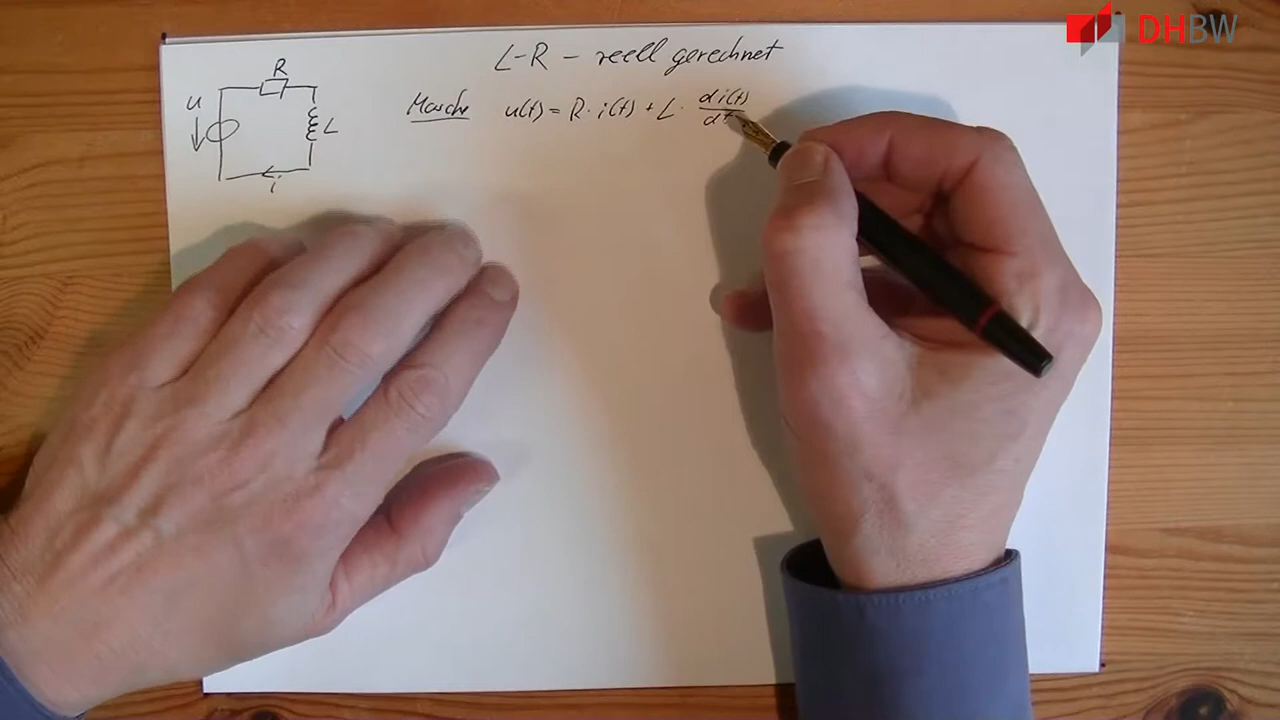 DHBW
L-R - reell gerechnet
R
u
L
i
Masche u(t) = R · i(t) + L · di(t)/dt